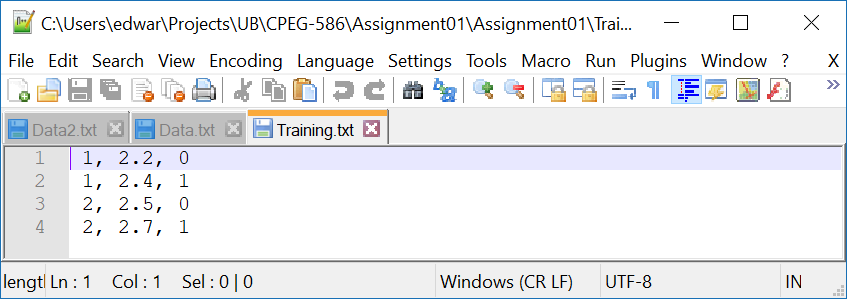 C:\Users\edwar\Projects\UB\CPEG-586\Assignment01\Assignment01\Trai...
File Edit Search View Encoding Language Settings Tools Macro Run Plugins Window ? X
Data2.txt Data.txt Training.txt
1 1, 2.2, 0
2 1, 2.4, 1
3 2, 2.5, 0
4 2, 2.7, 1
lengtl Ln : 1 Col : 1 Sel : 0 | 0 Windows (CR LF) UTF-8 IN